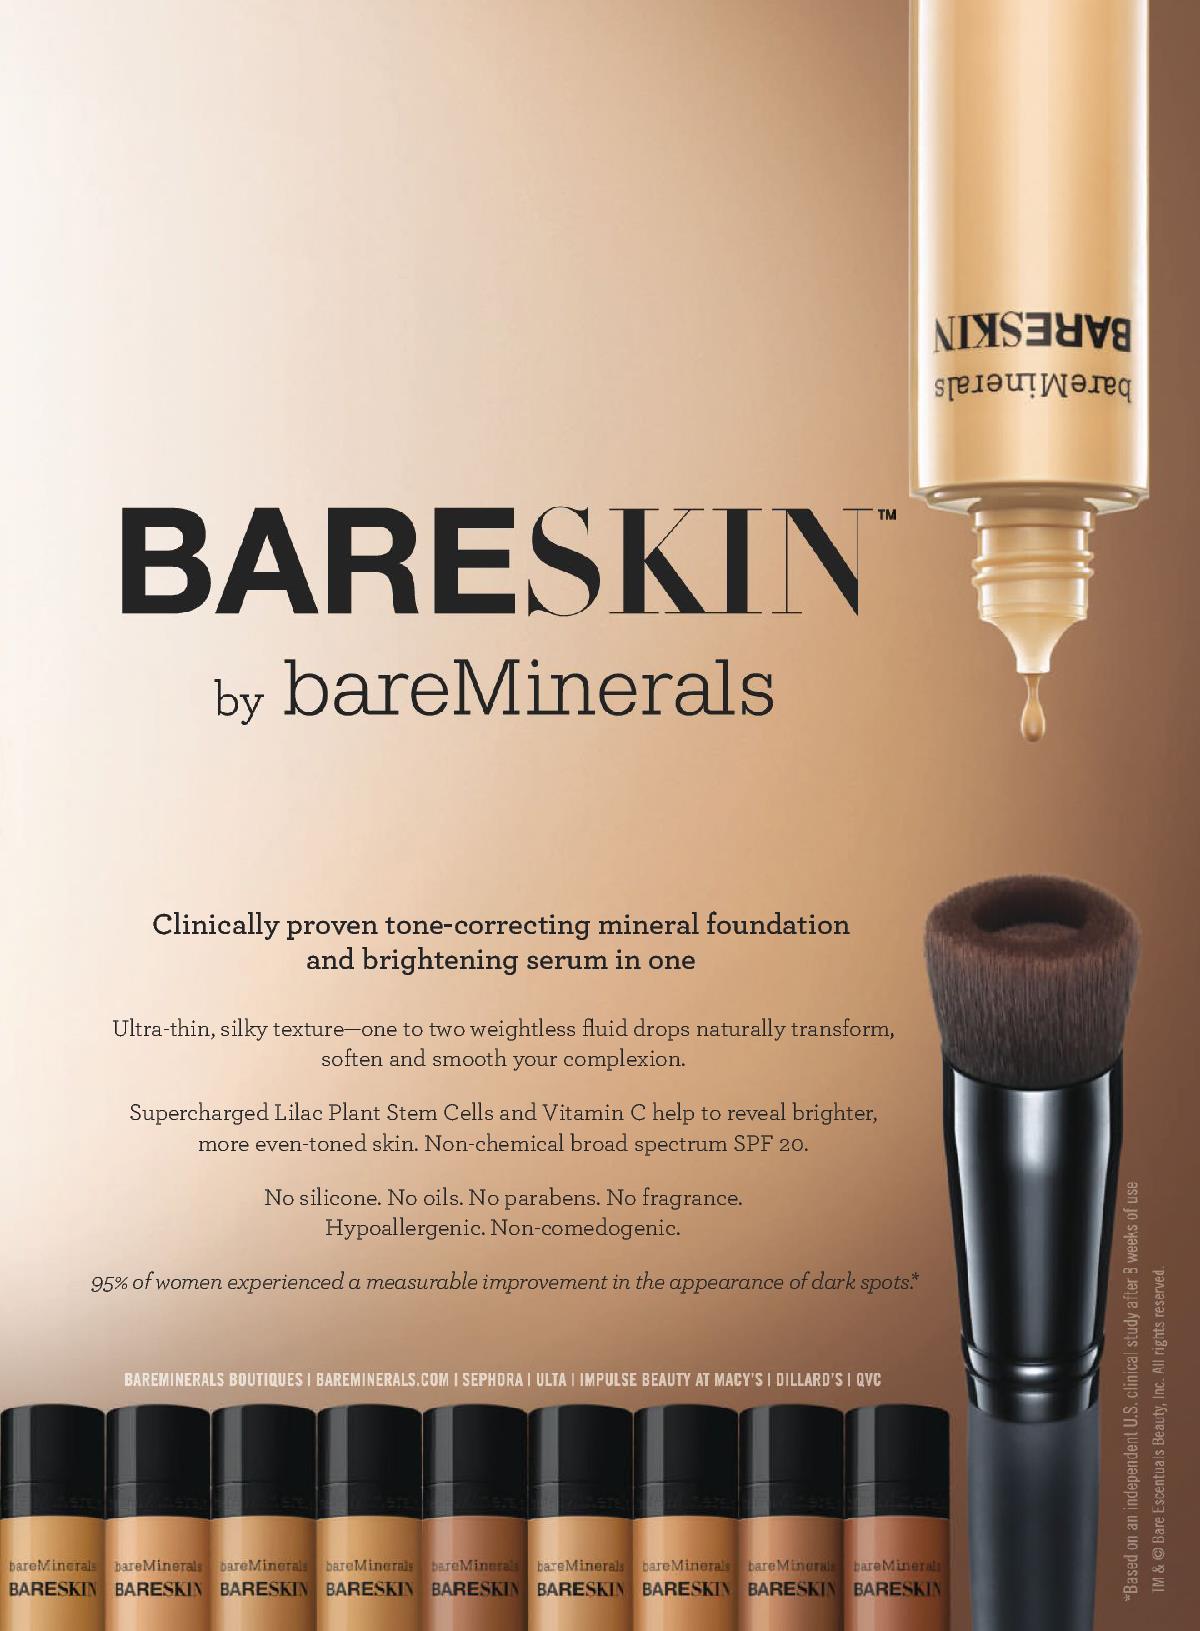 BARESKIN
bareMinerals
BARESKIN™
by bareMinerals
Clinically proven tone-correcting mineral foundation
and brightening serum in one
Ultra-thin, silky texture—one to two weightless fluid drops naturally transform,
soften and smooth your complexion.
Supercharged Lilac Plant Stem Cells and Vitamin C help to reveal brighter,
more even-toned skin. Non-chemical broad spectrum SPF 20.
No silicone. No oils. No parabens. No fragrance.
Hypoallergenic. Non-comedogenic.
95% of women experienced a measurable improvement in the appearance of dark spots.*
BAREMINERALS BOUTIQUES | BAREMINERALS.COM | SEPHORA | ULTA | IMPULSE BEAUTY AT MACY'S | DILLARD'S | QVC
bareMinerals bareMinerals bareMinerals bareMinerals bareMinerals bareMinerals bareMinerals bareMinerals bareMinerals
BARESKIN BARESKIN BARESKIN BARESKIN BARESKIN BARESKIN BARESKIN BARESKIN BARESKIN
*Based on an independent U.S. clinical study after 8 weeks of use
TM & © Bare Escentuals Beauty, Inc. All rights reserved.